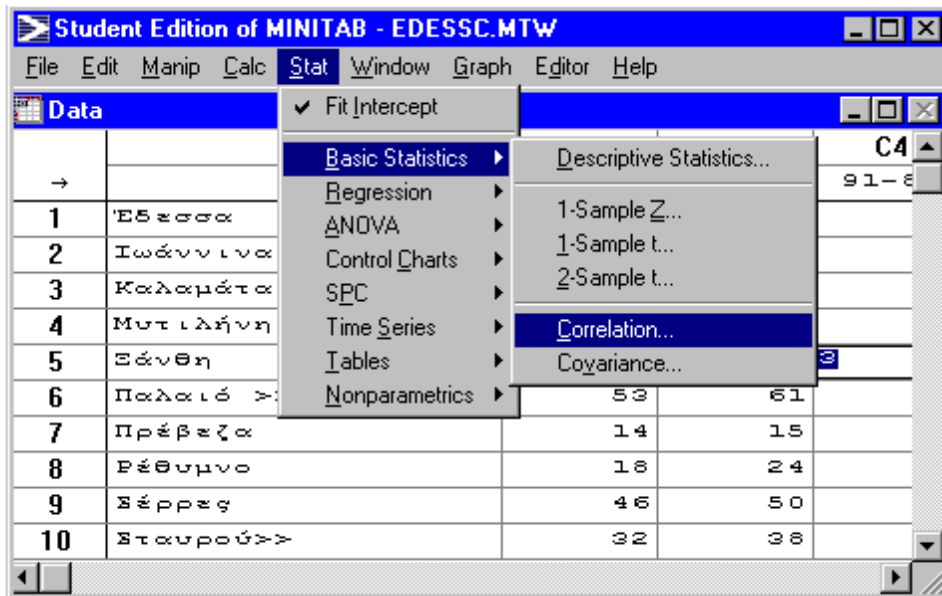 Student Edition of MINITAB - EDESSC.MTW
File Edit Manip Calc Stat Window Graph Editor Help
Data
Fit Intercept
Basic Statistics
Regression
ANOVA
Control Charts
SPC
Time Series
Tables
Nonparametrics
Descriptive Statistics...
1-Sample Z...
1-Sample t...
2-Sample t...
Correlation...
Covariance...
C4
→
1 Έδεσσα
2 Ιωάννινα
3 Καλαμάτα
4 Μυτιλήνη
5 Ξάνθη 3
6 Παλαιό 53 61
7 Πρέβεζα 14 15
8 Ρέθυμνο 18 24
9 Σέρρες 46 50
10 Σταυρού>> 32 38